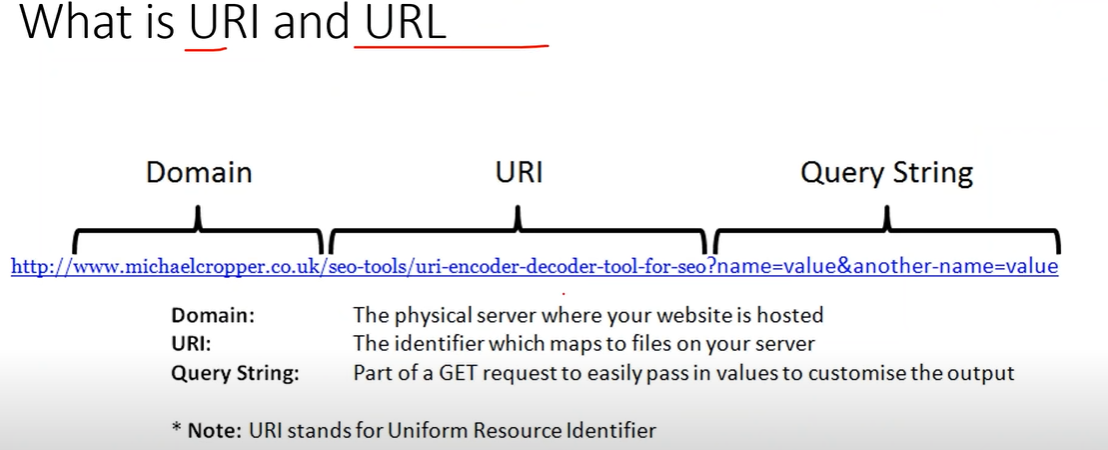 What is URI and URL
Domain URI Query String
http://www.michaelcropper.co.uk/seo-tools/uri-encoder-decoder-tool-for-seo?name=value&another-name=value
Domain: The physical server where your website is hosted
URI: The identifier which maps to files on your server
Query String: Part of a GET request to easily pass in values to customise the output
* Note: URI stands for Uniform Resource Identifier